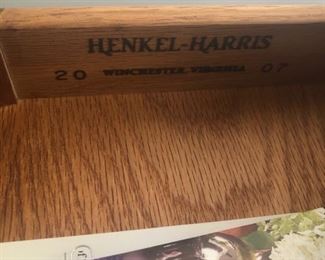 HENKEL-HARRIS
20 WINCHESTER, VIRGINIA 07